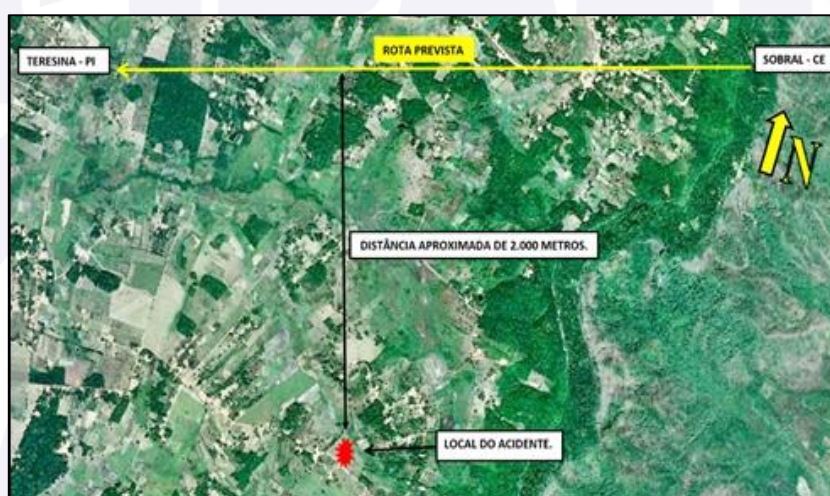 ROTA PREVISTA
TERESINA - PI
SOBRAL - CE
N
DISTÂNCIA APROXIMADA DE 2.000 METROS.
LOCAL DO ACIDENTE.